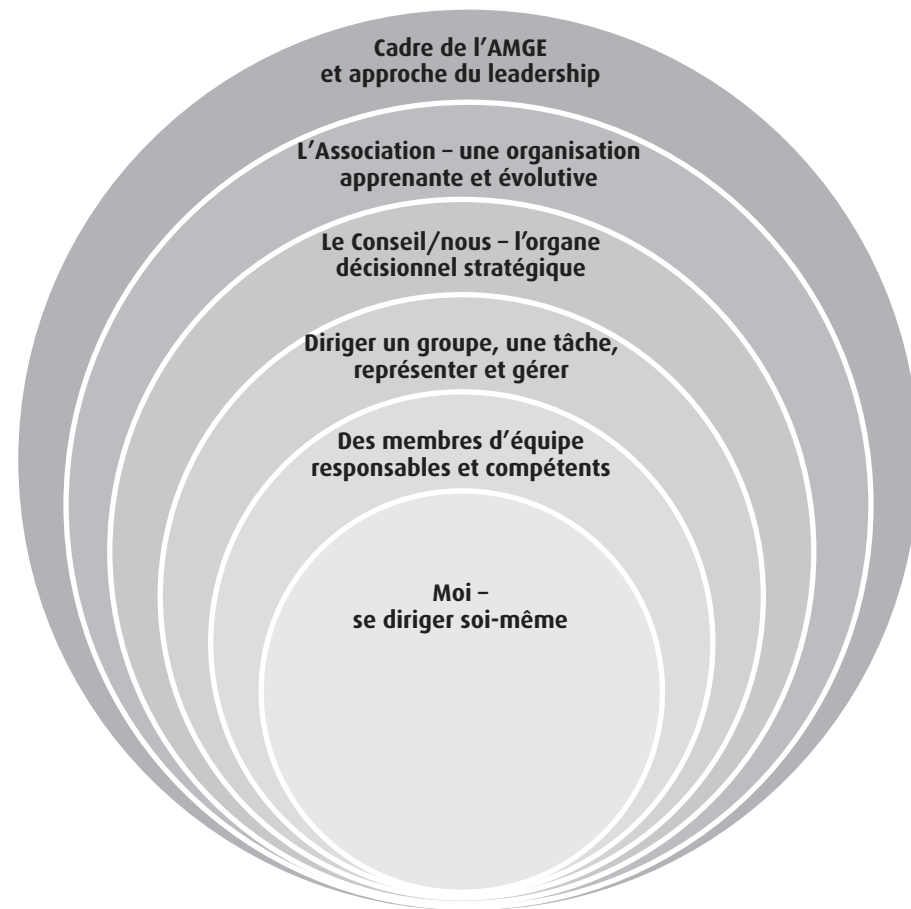 Cadre de l’AMGE
et approche du leadership
L’Association – une organisation
apprenante et évolutive
Le Conseil/nous – l’organe
décisionnel stratégique
Diriger un groupe, une tâche,
représenter et gérer
Des membres d’équipe
responsables et compétents
Moi –
se diriger soi-même